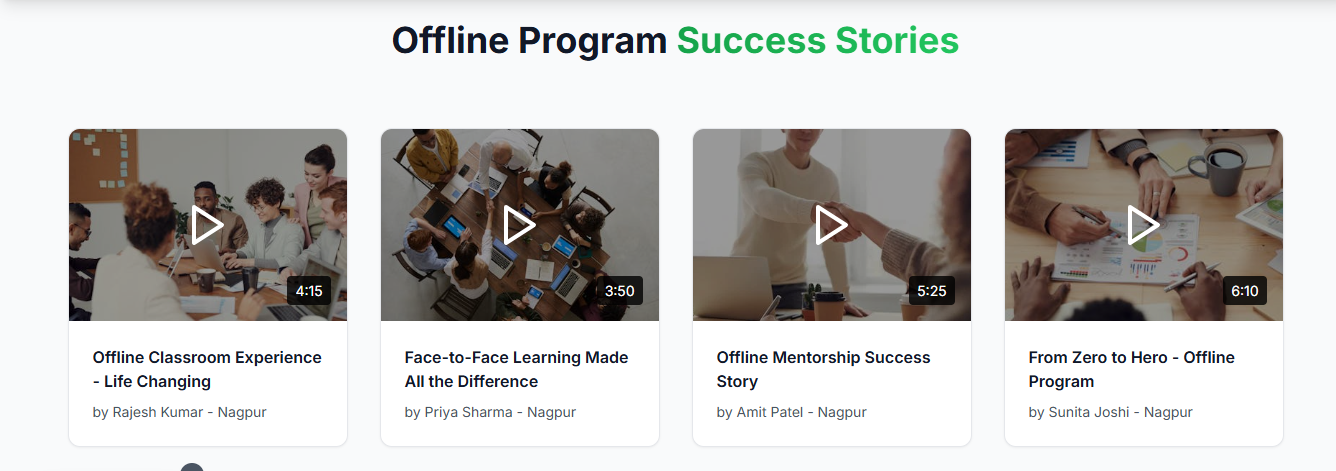 Offline Program Success Stories
4:15
3:50
5:25
6:10
Offline Classroom Experience
- Life Changing
by Rajesh Kumar - Nagpur
Face-to-Face Learning Made
All the Difference
by Priya Sharma - Nagpur
Offline Mentorship Success
Story
by Amit Patel - Nagpur
From Zero to Hero - Offline
Program
by Sunita Joshi - Nagpur